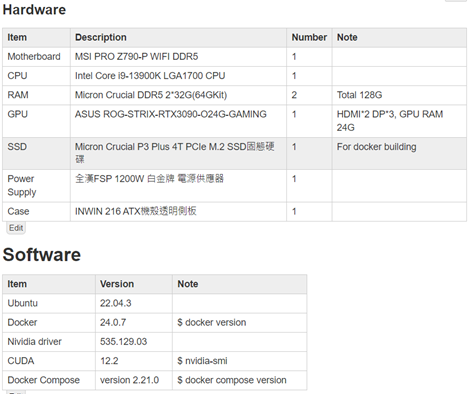 Hardware
Item Description Number Note
Motherboard MSI PRO Z790-P WIFI DDR5 1
CPU Intel Core i9-13900K LGA1700 CPU 1
RAM Micron Crucial DDR5 2*32G(64GKit) 2 Total 128G
GPU ASUS ROG-STRIX-RTX3090-O24G-GAMING 1 HDMI*2 DP*3, GPU RAM
24G
SSD Micron Crucial P3 Plus 4T PCIe M.2 SSD固態硬 1 For docker building
碟
Power 全漢FSP 1200W 白金牌 電源供應器 1
Supply
Case INWIN 216 ATX機殼透明側板 1
Edit
Software
Item Version Note
Ubuntu 22.04.3
Docker 24.0.7 $ docker version
Nividia driver 535.129.03
CUDA 12.2 $ nvidia-smi
Docker Compose version 2.21.0 $ docker compose version